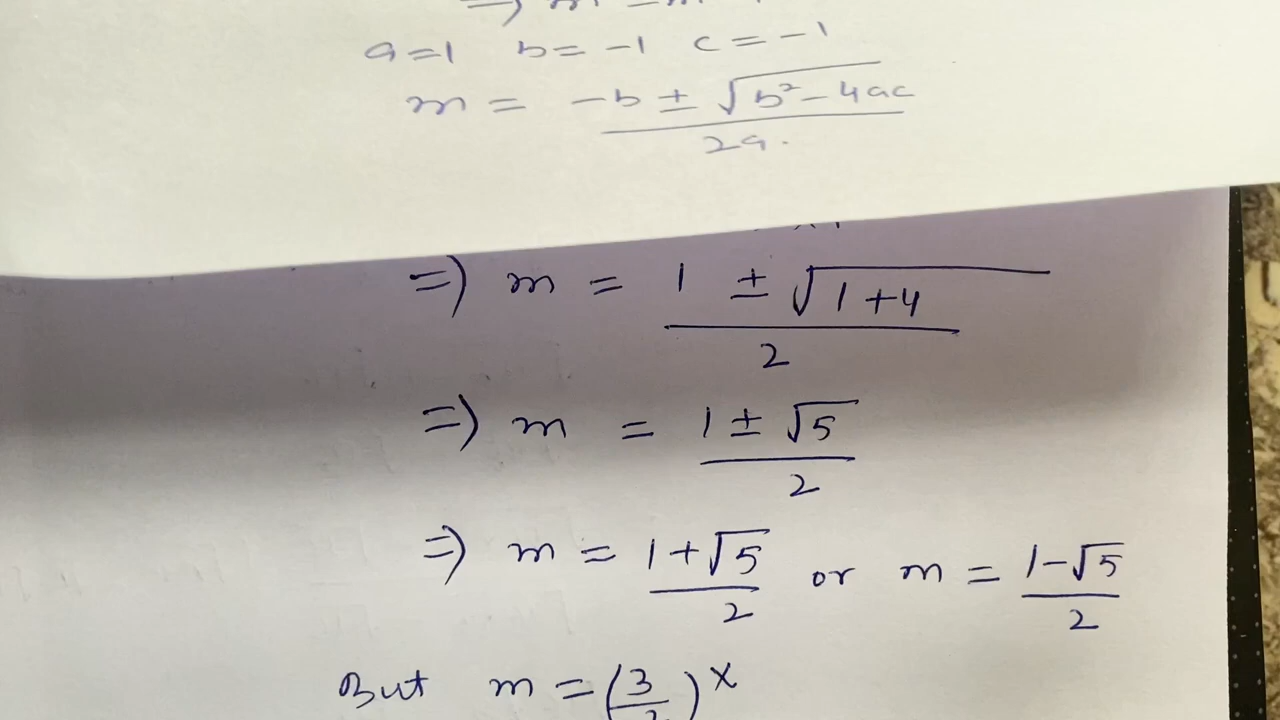 a=1 b=-1 c=-1
m = -b ± √b²-4ac
2a.
=) m = 1 ± √1+4
2
=) m = 1 ± √5
2
=) m = 1+√5 or m = 1-√5
2 2
But m = (3)ˣ